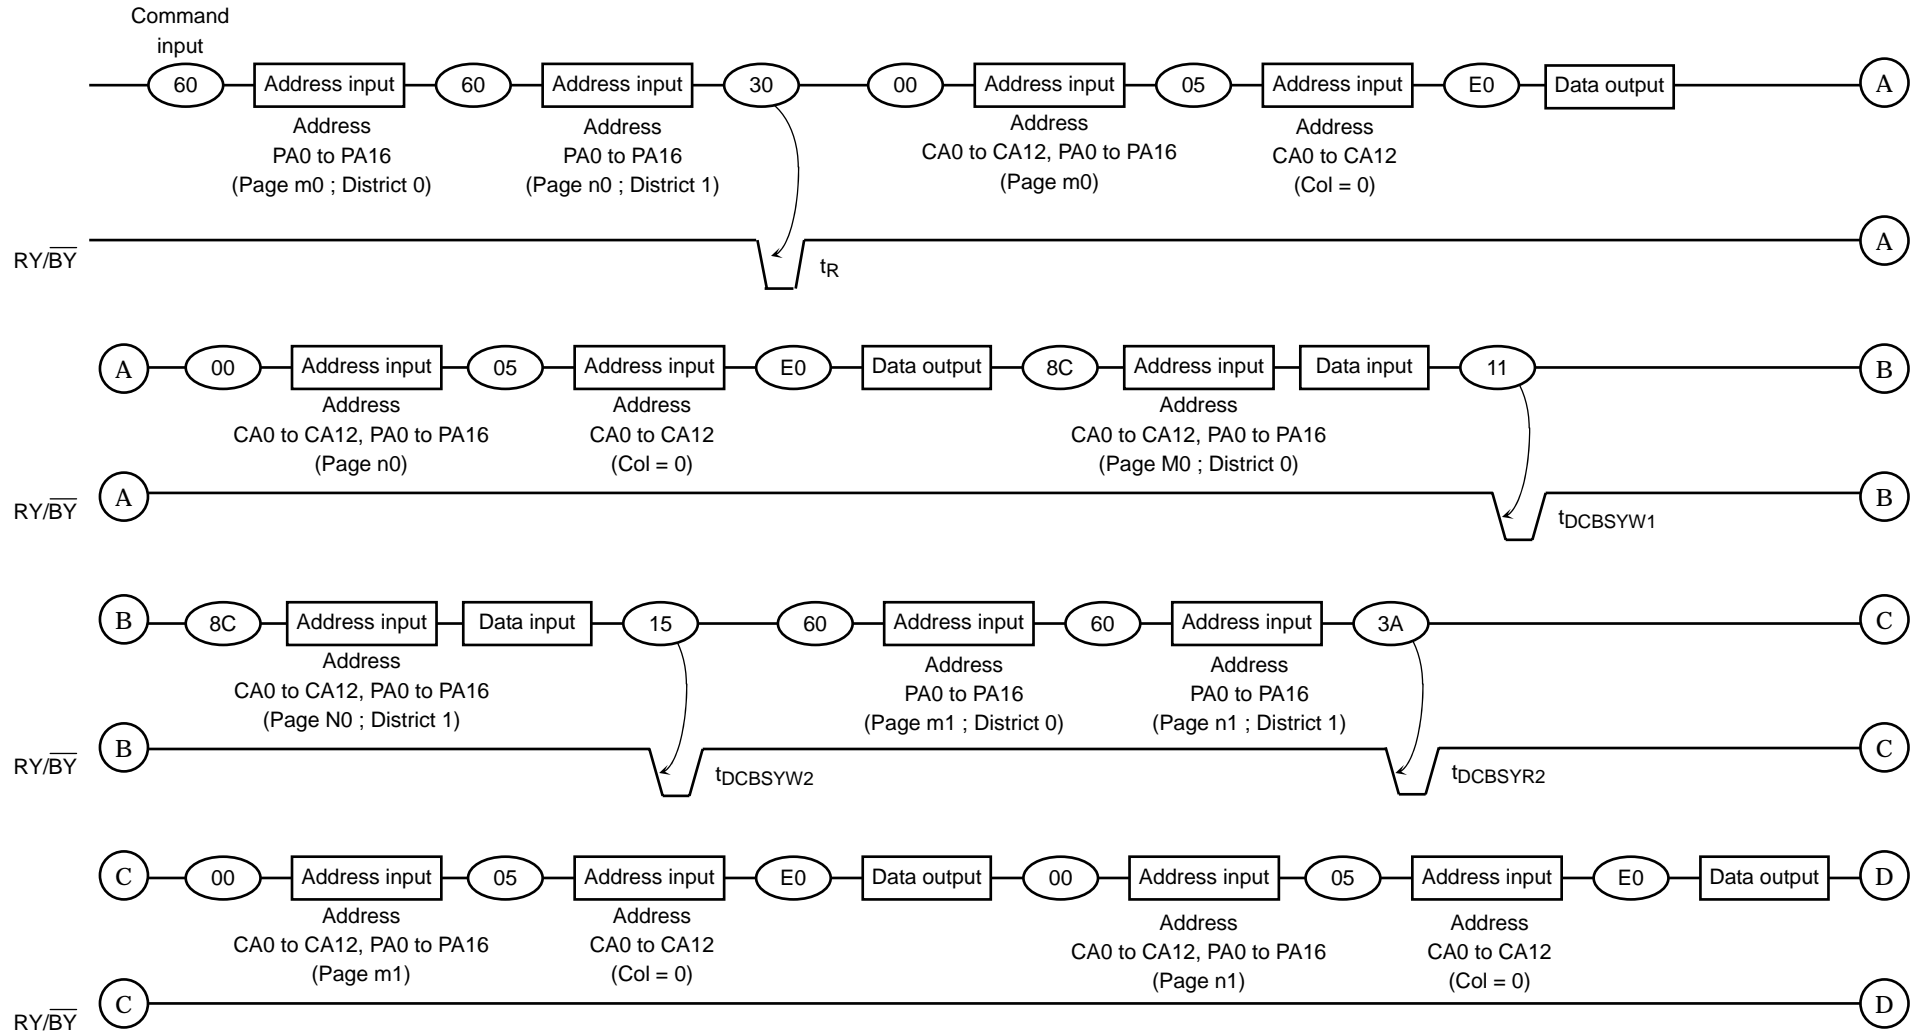 Command
input
60 Address input 60 Address input 30 00 Address input 05 Address input E0 Data output A
Address
PA0 to PA16
(Page m0 ; District 0)
Address
PA0 to PA16
(Page n0 ; District 1)
Address
CA0 to CA12, PA0 to PA16
(Page m0)
Address
CA0 to CA12
(Col = 0)
RY/B̅Y̅ tR A
A 00 Address input 05 Address input E0 Data output 8C Address input Data input 11 B
Address
CA0 to CA12, PA0 to PA16
(Page n0)
Address
CA0 to CA12
(Col = 0)
Address
CA0 to CA12, PA0 to PA16
(Page M0 ; District 0)
RY/B̅Y̅ A tDCBSYW1 B
B 8C Address input Data input 15 60 Address input 60 Address input 3A C
Address
CA0 to CA12, PA0 to PA16
(Page N0 ; District 1)
Address
PA0 to PA16
(Page m1 ; District 0)
Address
PA0 to PA16
(Page n1 ; District 1)
RY/B̅Y̅ B tDCBSYW2 tDCBSYR2 C
C 00 Address input 05 Address input E0 Data output 00 Address input 05 Address input E0 Data output D
Address
CA0 to CA12, PA0 to PA16
(Page m1)
Address
CA0 to CA12
(Col = 0)
Address
CA0 to CA12, PA0 to PA16
(Page n1)
Address
CA0 to CA12
(Col = 0)
RY/B̅Y̅ C D